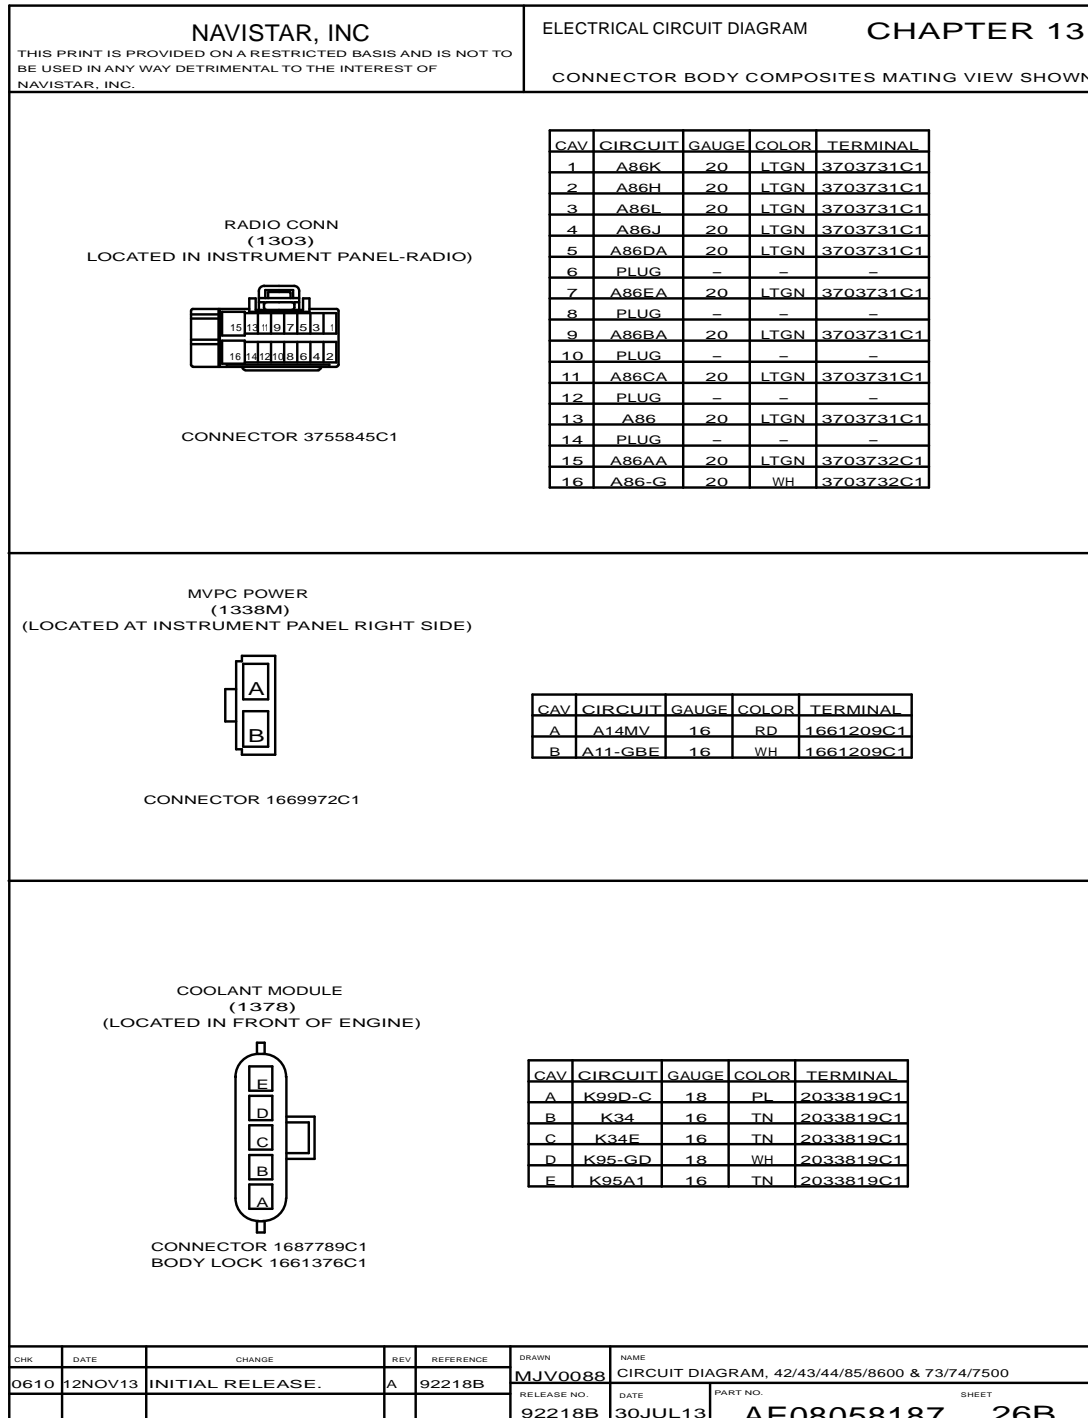 NAVISTAR, INC
THIS PRINT IS PROVIDED ON A RESTRICTED BASIS AND IS NOT TO
BE USED IN ANY WAY DETRIMENTAL TO THE INTEREST OF
NAVISTAR, INC.
ELECTRICAL CIRCUIT DIAGRAM CHAPTER 13
CONNECTOR BODY COMPOSITES MATING VIEW SHOWN
RADIO CONN
(1303)
LOCATED IN INSTRUMENT PANEL-RADIO)
15 13 11 9 7 5 3 1
16 14 12 10 8 6 4 2
CONNECTOR 3755845C1
CAV CIRCUIT GAUGE COLOR TERMINAL
1 A86K 20 LTGN 3703731C1
2 A86H 20 LTGN 3703731C1
3 A86L 20 LTGN 3703731C1
4 A86J 20 LTGN 3703731C1
5 A86DA 20 LTGN 3703731C1
6 PLUG – – –
7 A86EA 20 LTGN 3703731C1
8 PLUG – – –
9 A86BA 20 LTGN 3703731C1
10 PLUG – – –
11 A86CA 20 LTGN 3703731C1
12 PLUG – – –
13 A86 20 LTGN 3703731C1
14 PLUG – – –
15 A86AA 20 LTGN 3703732C1
16 A86-G 20 WH 3703732C1
MVPC POWER
(1338M)
(LOCATED AT INSTRUMENT PANEL RIGHT SIDE)
A
B
CONNECTOR 1669972C1
CAV CIRCUIT GAUGE COLOR TERMINAL
A A14MV 16 RD 1661209C1
B A11-GBE 16 WH 1661209C1
COOLANT MODULE
(1378)
(LOCATED IN FRONT OF ENGINE)
E
D
C
B
A
CONNECTOR 1687789C1
BODY LOCK 1661376C1
CAV CIRCUIT GAUGE COLOR TERMINAL
A K99D-C 18 PL 2033819C1
B K34 16 TN 2033819C1
C K34E 16 TN 2033819C1
D K95-GD 18 WH 2033819C1
E K95A1 16 TN 2033819C1
CHK DATE CHANGE REV REFERENCE
0610 12NOV13 INITIAL RELEASE. A 92218B
DRAWN NAME
MJV0088 CIRCUIT DIAGRAM, 42/43/44/85/8600 & 73/74/7500
RELEASE NO. DATE PART NO. SHEET
92218B 30JUL13 AF08058187 26B